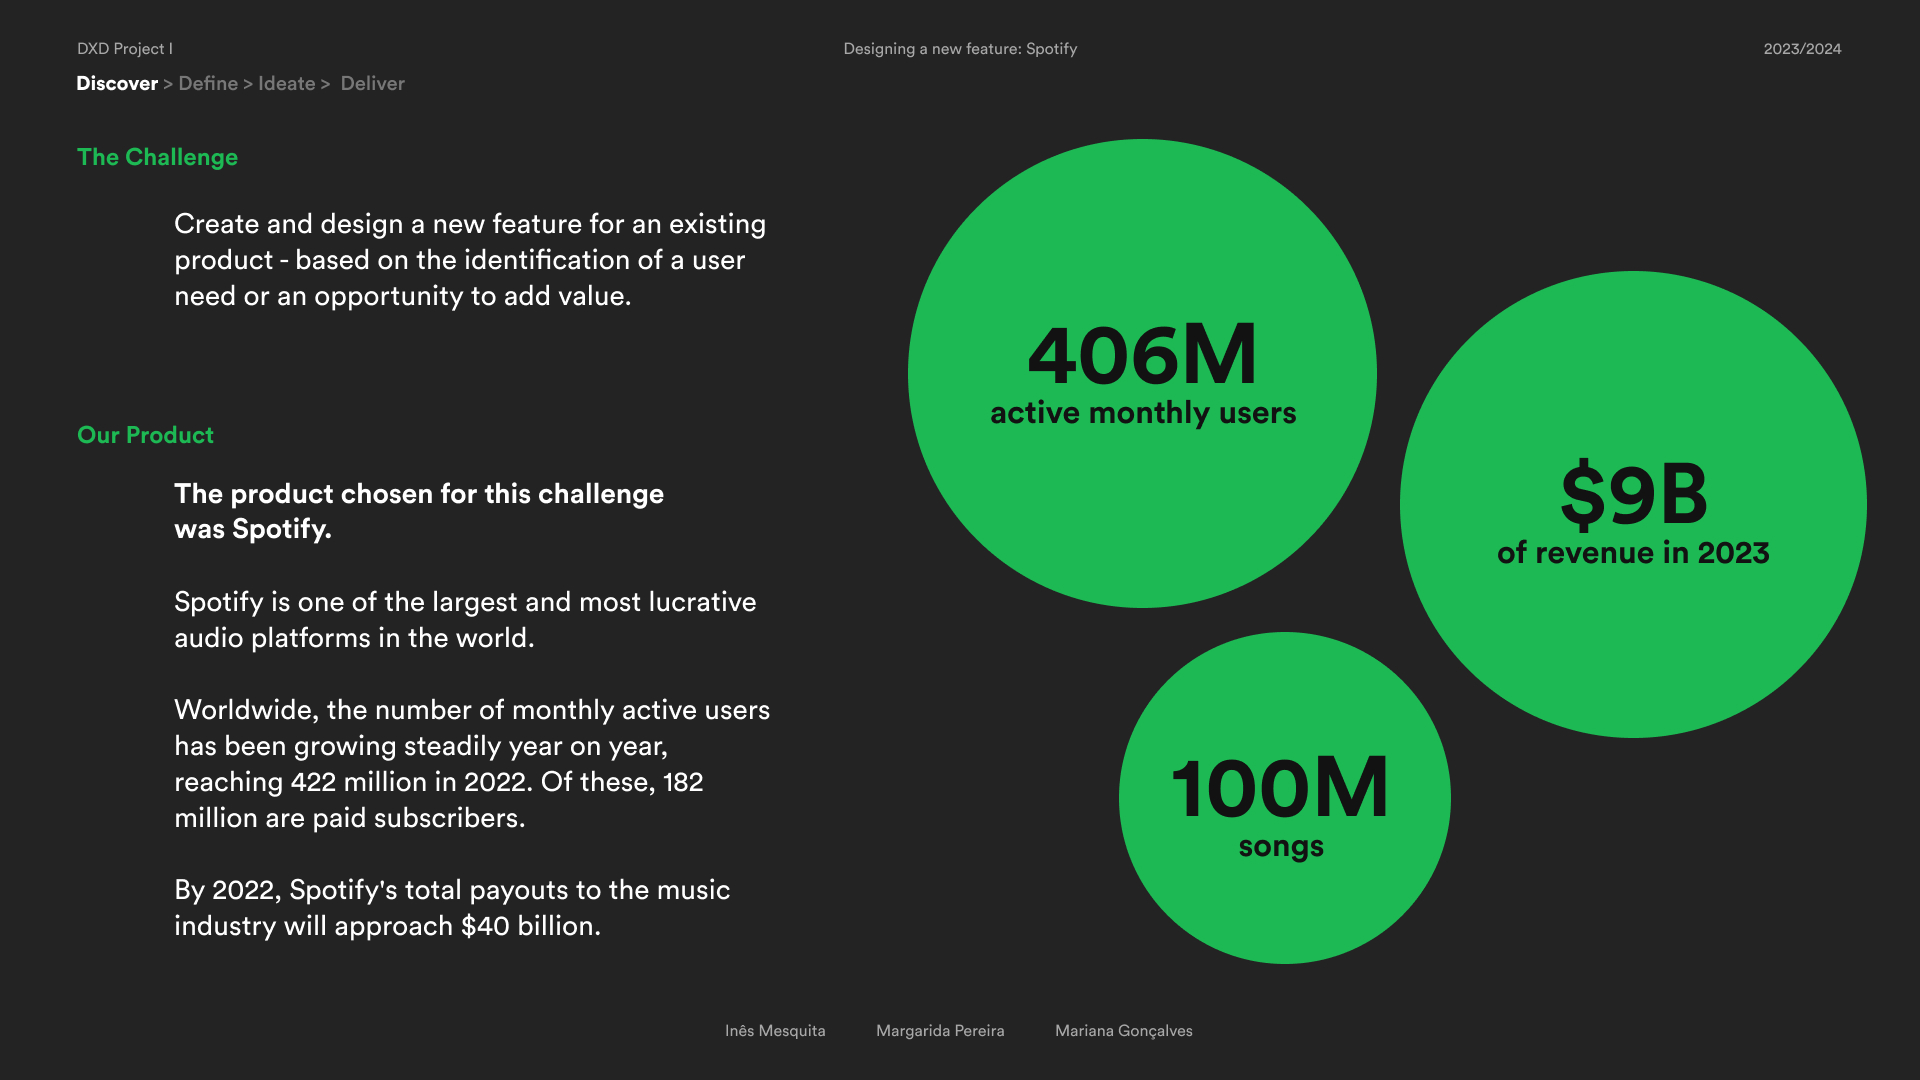 DXD Project I
Designing a new feature: Spotify
2023/2024
Discover > Define > Ideate > Deliver
The Challenge
Create and design a new feature for an existing
product - based on the identification of a user
need or an opportunity to add value.
Our Product
The product chosen for this challenge
was Spotify.
Spotify is one of the largest and most lucrative
audio platforms in the world.
Worldwide, the number of monthly active users
has been growing steadily year on year,
reaching 422 million in 2022. Of these, 182
million are paid subscribers.
By 2022, Spotify's total payouts to the music
industry will approach $40 billion.
406M
active monthly users
$9B
of revenue in 2023
100M
songs
Inês Mesquita
Margarida Pereira
Mariana Gonçalves